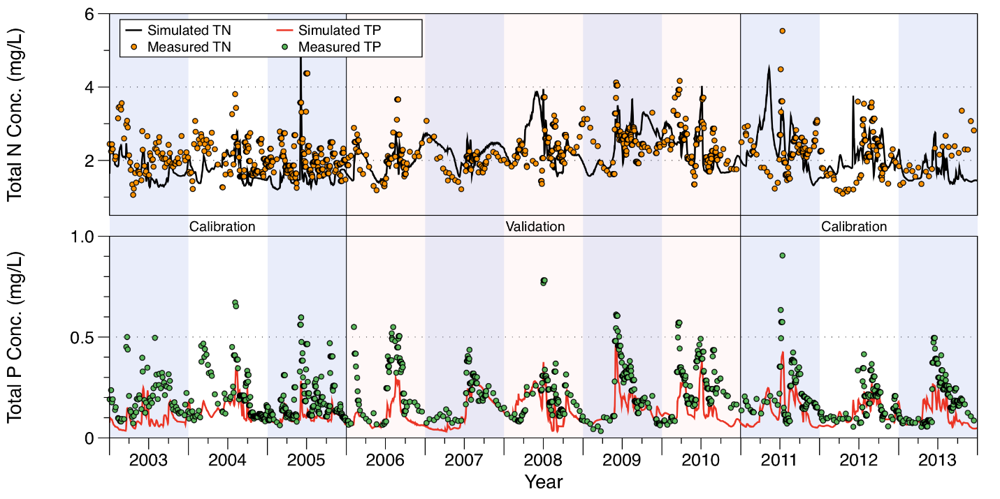 Total N Conc. (mg/L)
6
4
2
Simulated TN
Simulated TP
Measured TN
Measured TP
Calibration
Validation
Calibration
Total P Conc. (mg/L)
1.0
0.5
0
2003 2004 2005 2006 2007 2008 2009 2010 2011 2012 2013
Year